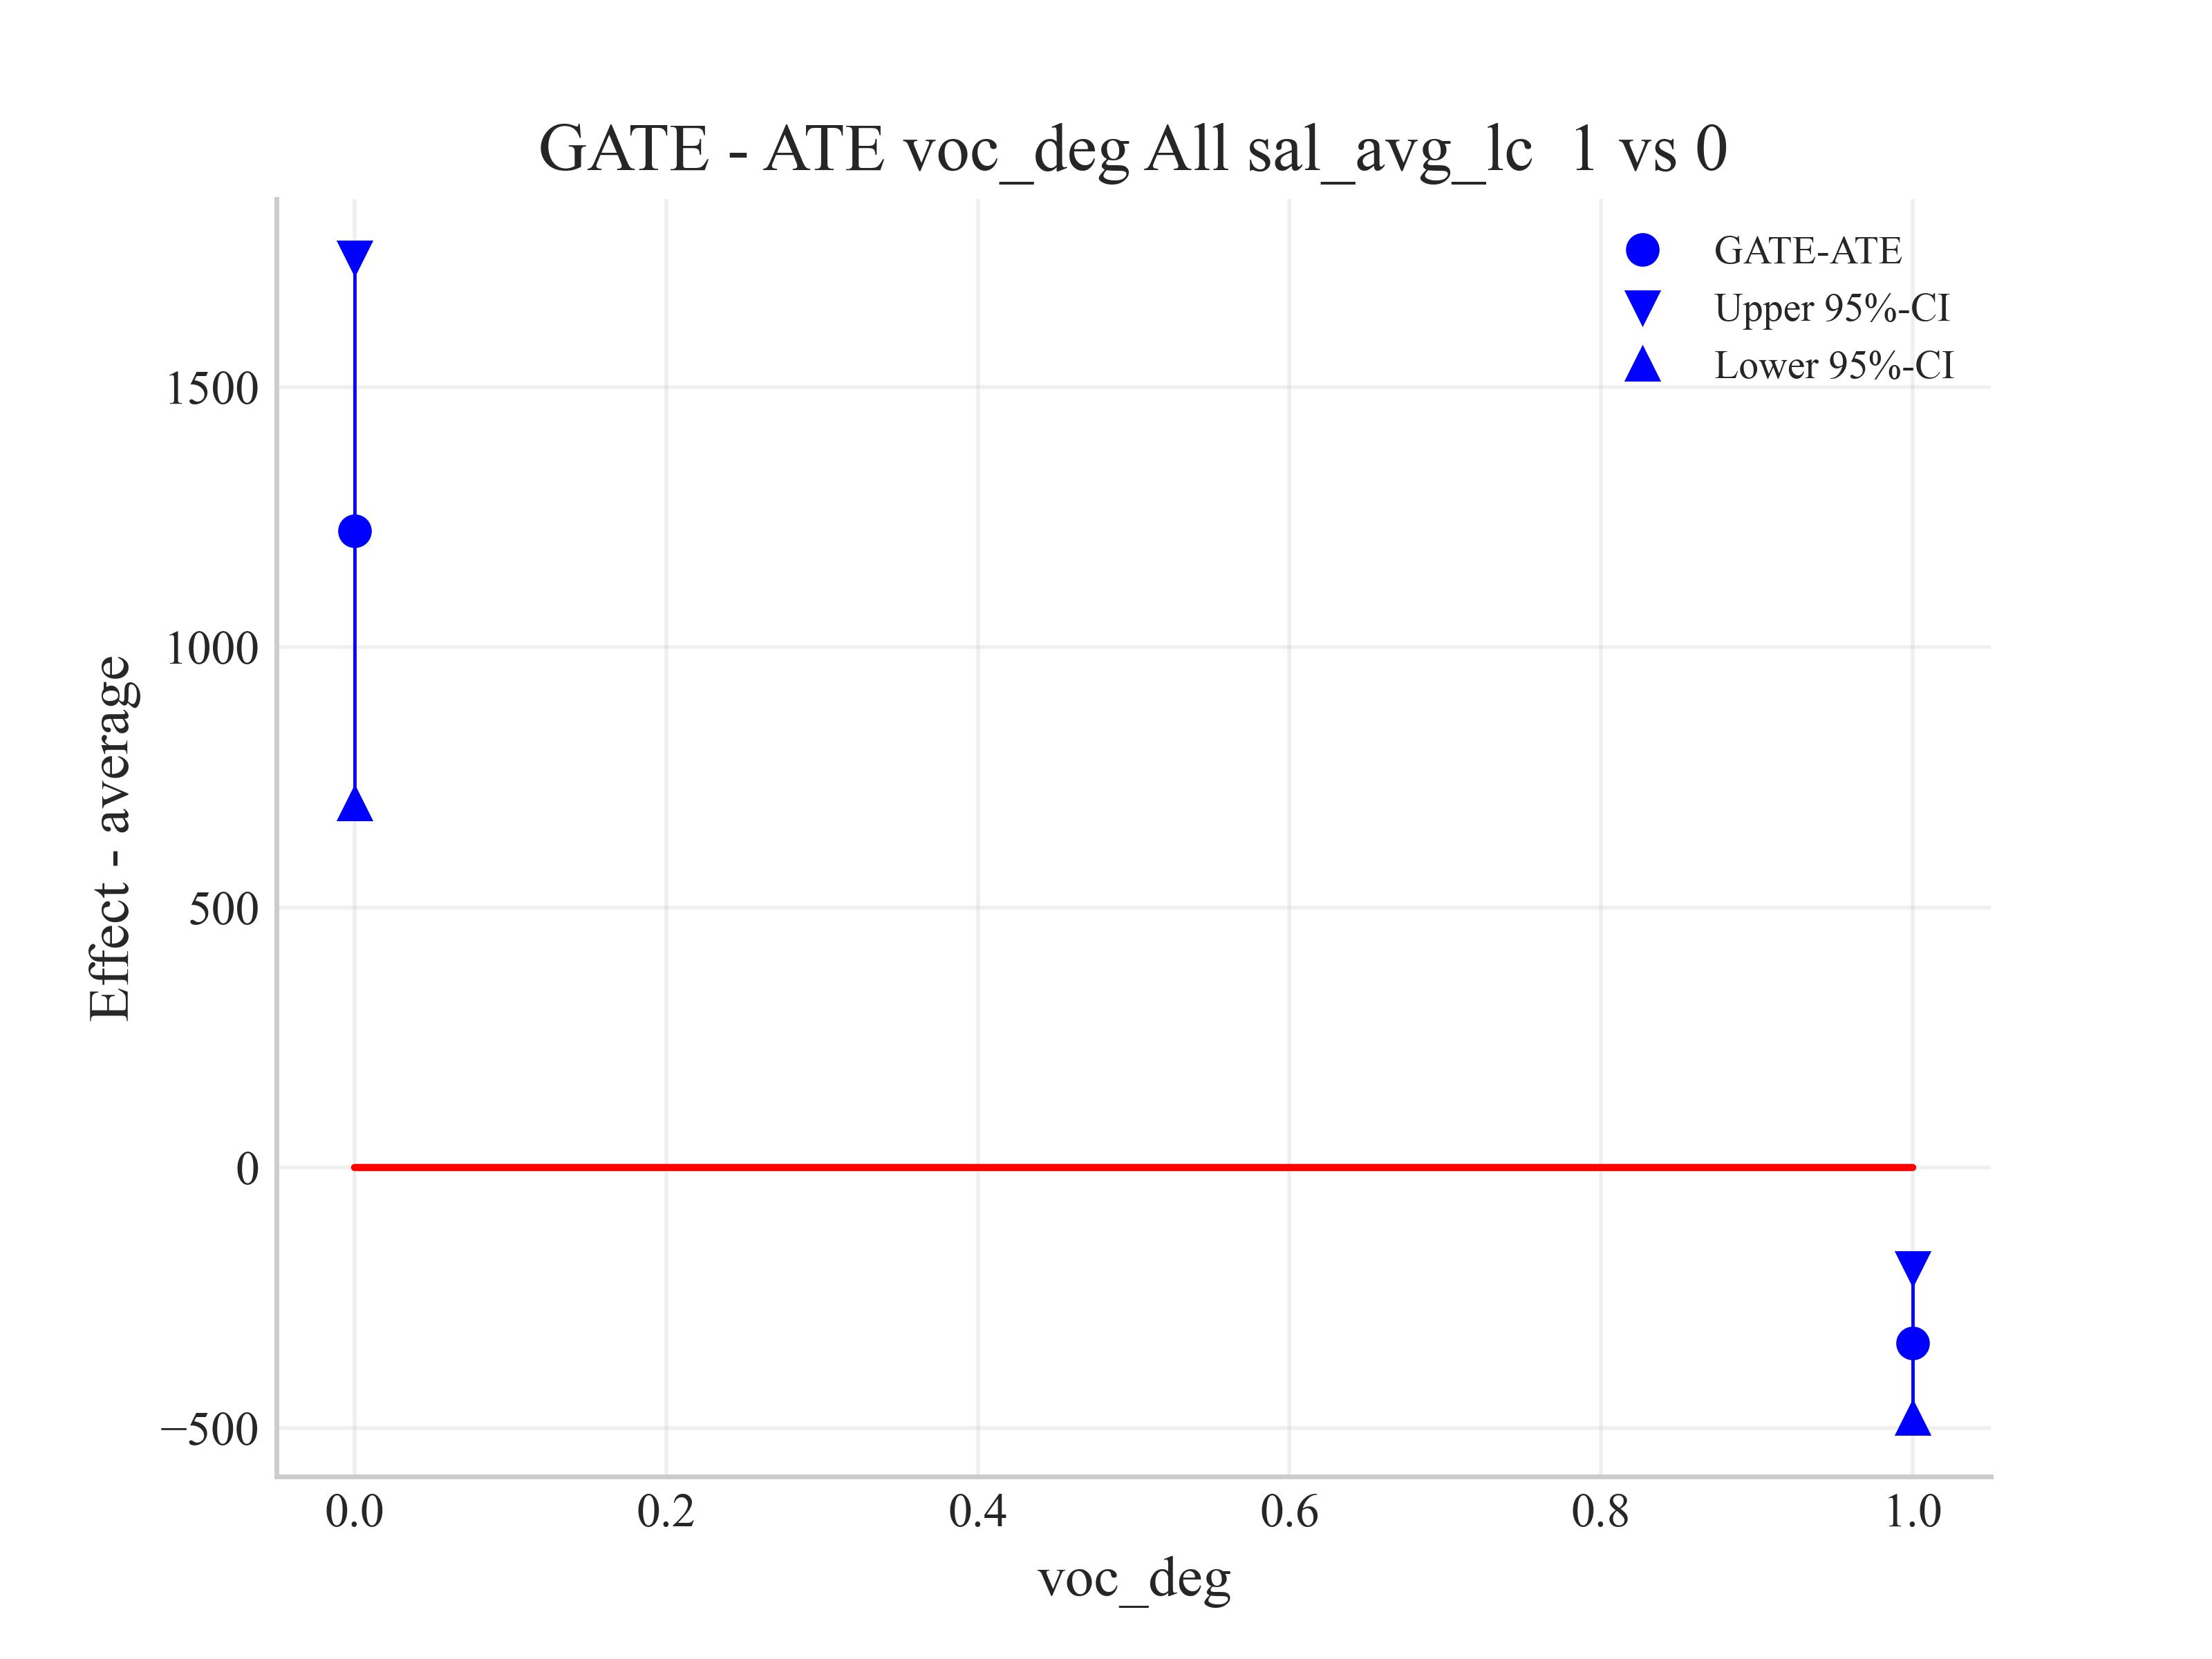 GATE - ATE voc_deg All sal_avg_lc  1 vs 0
GATE-ATE
Upper 95%-CI
Lower 95%-CI
Effect - average
1500
1000
500
0
−500
0.0 0.2 0.4 0.6 0.8 1.0
voc_deg